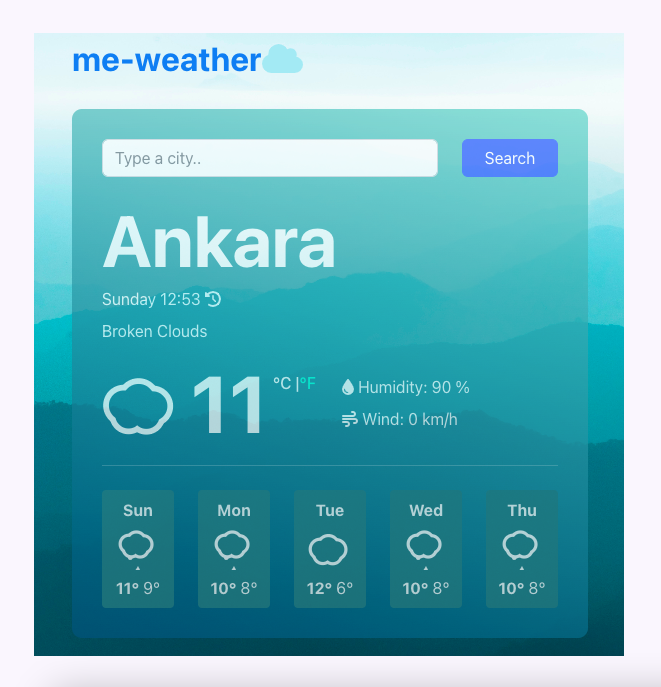 me-weather
Type a city..
Search
Ankara
Sunday 12:53
Broken Clouds
11 °C |°F
Humidity: 90 %
Wind: 0 km/h
Sun Mon Tue Wed Thu
11° 9° 10° 8° 12° 6° 10° 8° 10° 8°